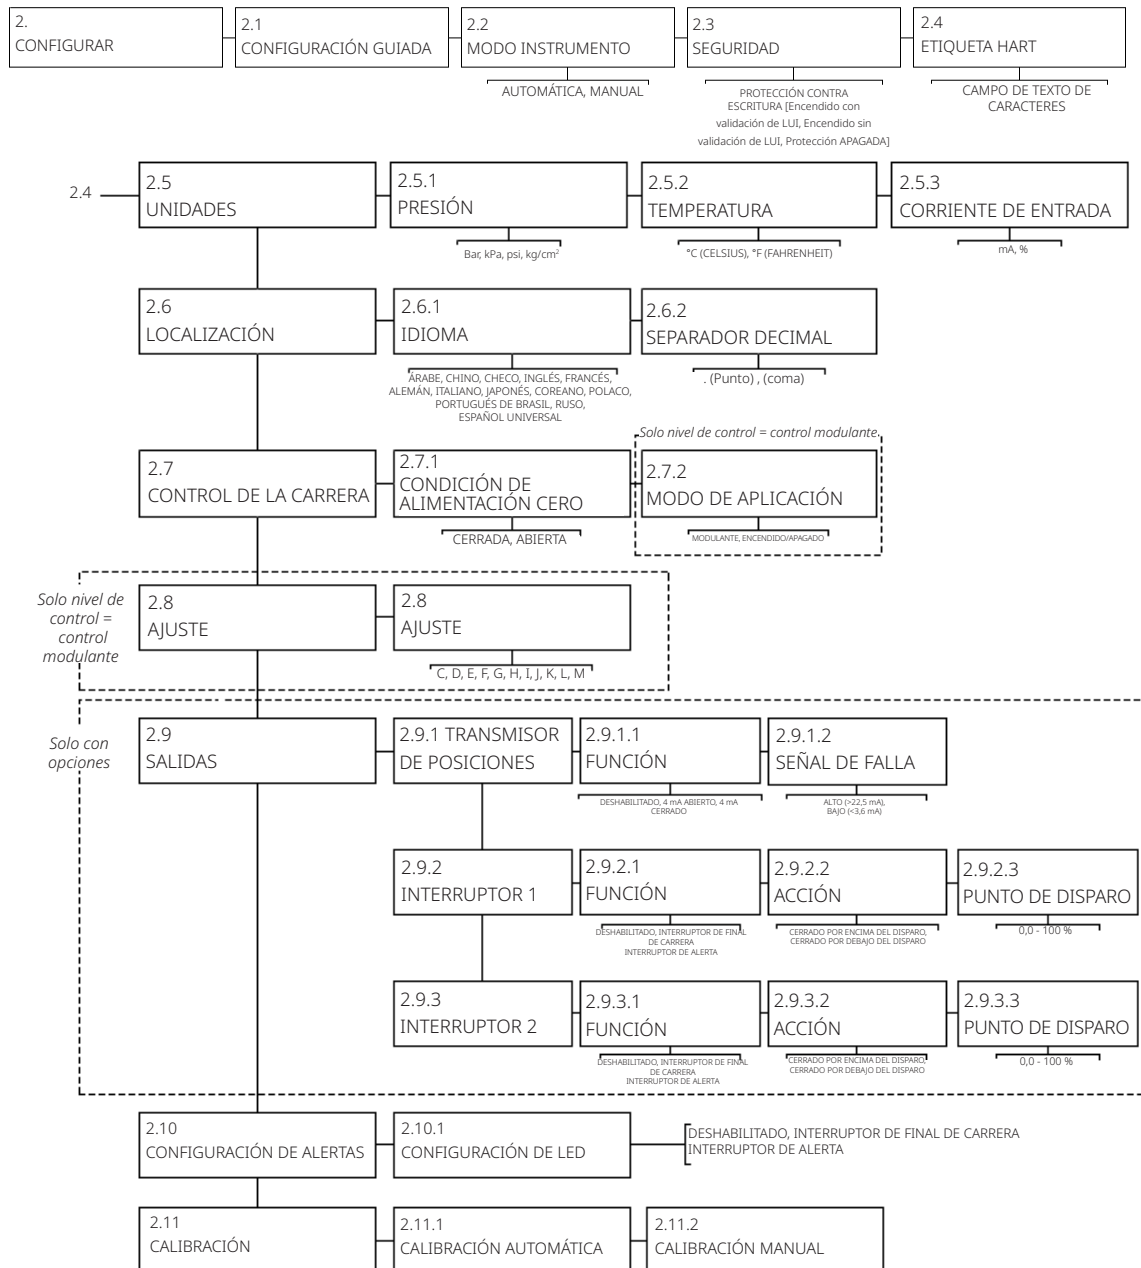 2.
CONFIGURAR
2.1
CONFIGURACIÓN GUIADA
2.2
MODO INSTRUMENTO
AUTOMÁTICA, MANUAL
2.3
SEGURIDAD
PROTECCIÓN CONTRA
ESCRITURA [Encendido con
validación de LUI, Encendido sin
validación de LUI, Protección APAGADA]
2.4
ETIQUETA HART
CAMPO DE TEXTO DE
CARACTERES
2.4
2.5
UNIDADES
2.5.1
PRESIÓN
Bar, kPa, psi, kg/cm²
2.5.2
TEMPERATURA
°C (CELSIUS), °F (FAHRENHEIT)
2.5.3
CORRIENTE DE ENTRADA
mA, %
2.6
LOCALIZACIÓN
2.6.1
IDIOMA
ÁRABE, CHINO, CHECO, INGLÉS, FRANCÉS,
ALEMÁN, ITALIANO, JAPONÉS, COREANO, POLACO,
PORTUGUÉS DE BRASIL, RUSO,
ESPAÑOL UNIVERSAL
2.6.2
SEPARADOR DECIMAL
. (Punto) , (coma)
2.7
CONTROL DE LA CARRERA
2.7.1
CONDICIÓN DE
ALIMENTACIÓN CERO
CERRADA, ABIERTA
Solo nivel de control = control modulante
2.7.2
MODO DE APLICACIÓN
MODULANTE, ENCENDIDO/APAGADO
Solo nivel de
control =
control
modulante
2.8
AJUSTE
2.8
AJUSTE
C, D, E, F, G, H, I, J, K, L, M
Solo con
opciones
2.9
SALIDAS
2.9.1 TRANSMISOR
DE POSICIONES
2.9.1.1
FUNCIÓN
DESHABILITADO, 4 mA ABIERTO, 4 mA
CERRADO
2.9.1.2
SEÑAL DE FALLA
ALTO (>22,5 mA),
BAJO (<3,6 mA)
2.9.2
INTERRUPTOR 1
2.9.2.1
FUNCIÓN
DESHABILITADO, INTERRUPTOR DE FINAL
DE CARRERA
INTERRUPTOR DE ALERTA
2.9.2.2
ACCIÓN
CERRADO POR ENCIMA DEL DISPARO,
CERRADO POR DEBAJO DEL DISPARO
2.9.2.3
PUNTO DE DISPARO
0,0 - 100 %
2.9.3
INTERRUPTOR 2
2.9.3.1
FUNCIÓN
DESHABILITADO, INTERRUPTOR DE FINAL
DE CARRERA
INTERRUPTOR DE ALERTA
2.9.3.2
ACCIÓN
CERRADO POR ENCIMA DEL DISPARO,
CERRADO POR DEBAJO DEL DISPARO
2.9.3.3
PUNTO DE DISPARO
0,0 - 100 %
2.10
CONFIGURACIÓN DE ALERTAS
2.10.1
CONFIGURACIÓN DE LED
DESHABILITADO, INTERRUPTOR DE FINAL DE CARRERA
INTERRUPTOR DE ALERTA
2.11
CALIBRACIÓN
2.11.1
CALIBRACIÓN AUTOMÁTICA
2.11.2
CALIBRACIÓN MANUAL